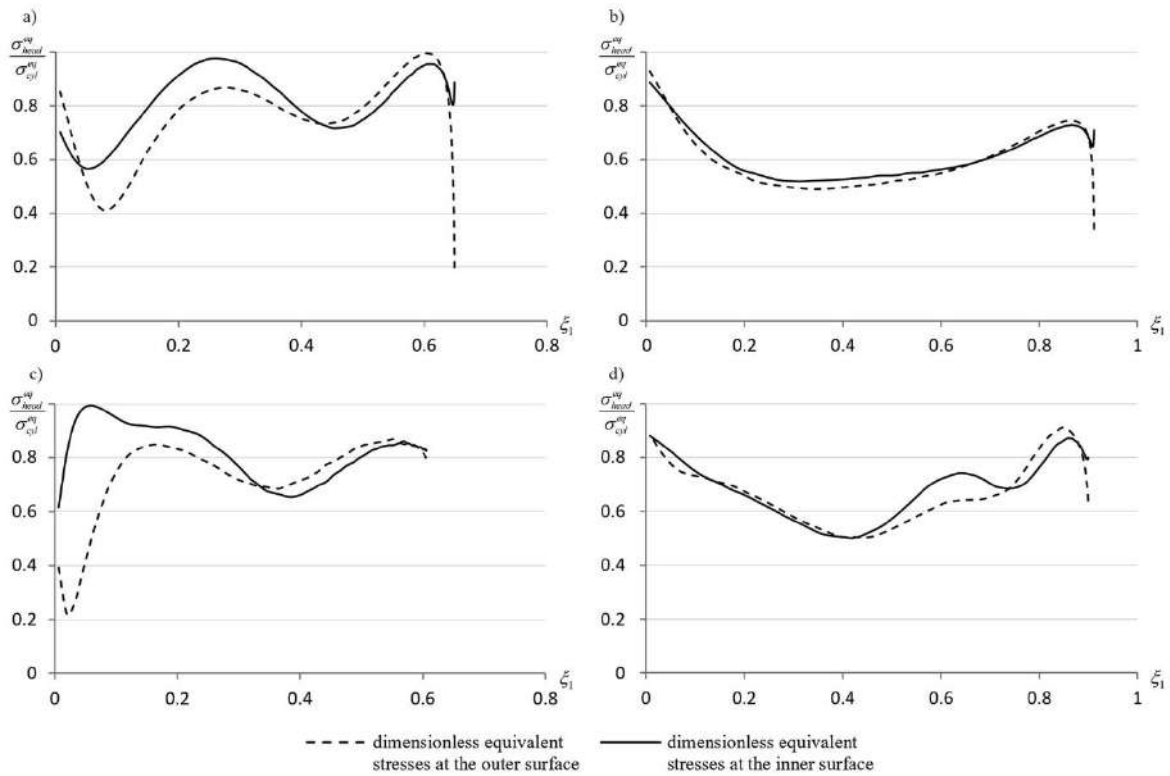 a)
σ^eq_head
σ^eq_cyl
0.8
0.6
0.4
0.2
0
0 0.2 0.4 0.6 0.8 ξ₁
b)
σ^eq_head
σ^eq_cyl
0.8
0.6
0.4
0.2
0
0 0.2 0.4 0.6 0.8 1 ξ₁
c)
σ^eq_head
σ^eq_cyl
0.8
0.6
0.4
0.2
0
0 0.2 0.4 0.6 0.8 ξ₁
d)
σ^eq_head
σ^eq_cyl
0.8
0.6
0.4
0.2
0
0 0.2 0.4 0.6 0.8 1 ξ₁
dimensionless equivalent
stresses at the outer surface
dimensionless equivalent
stresses at the inner surface